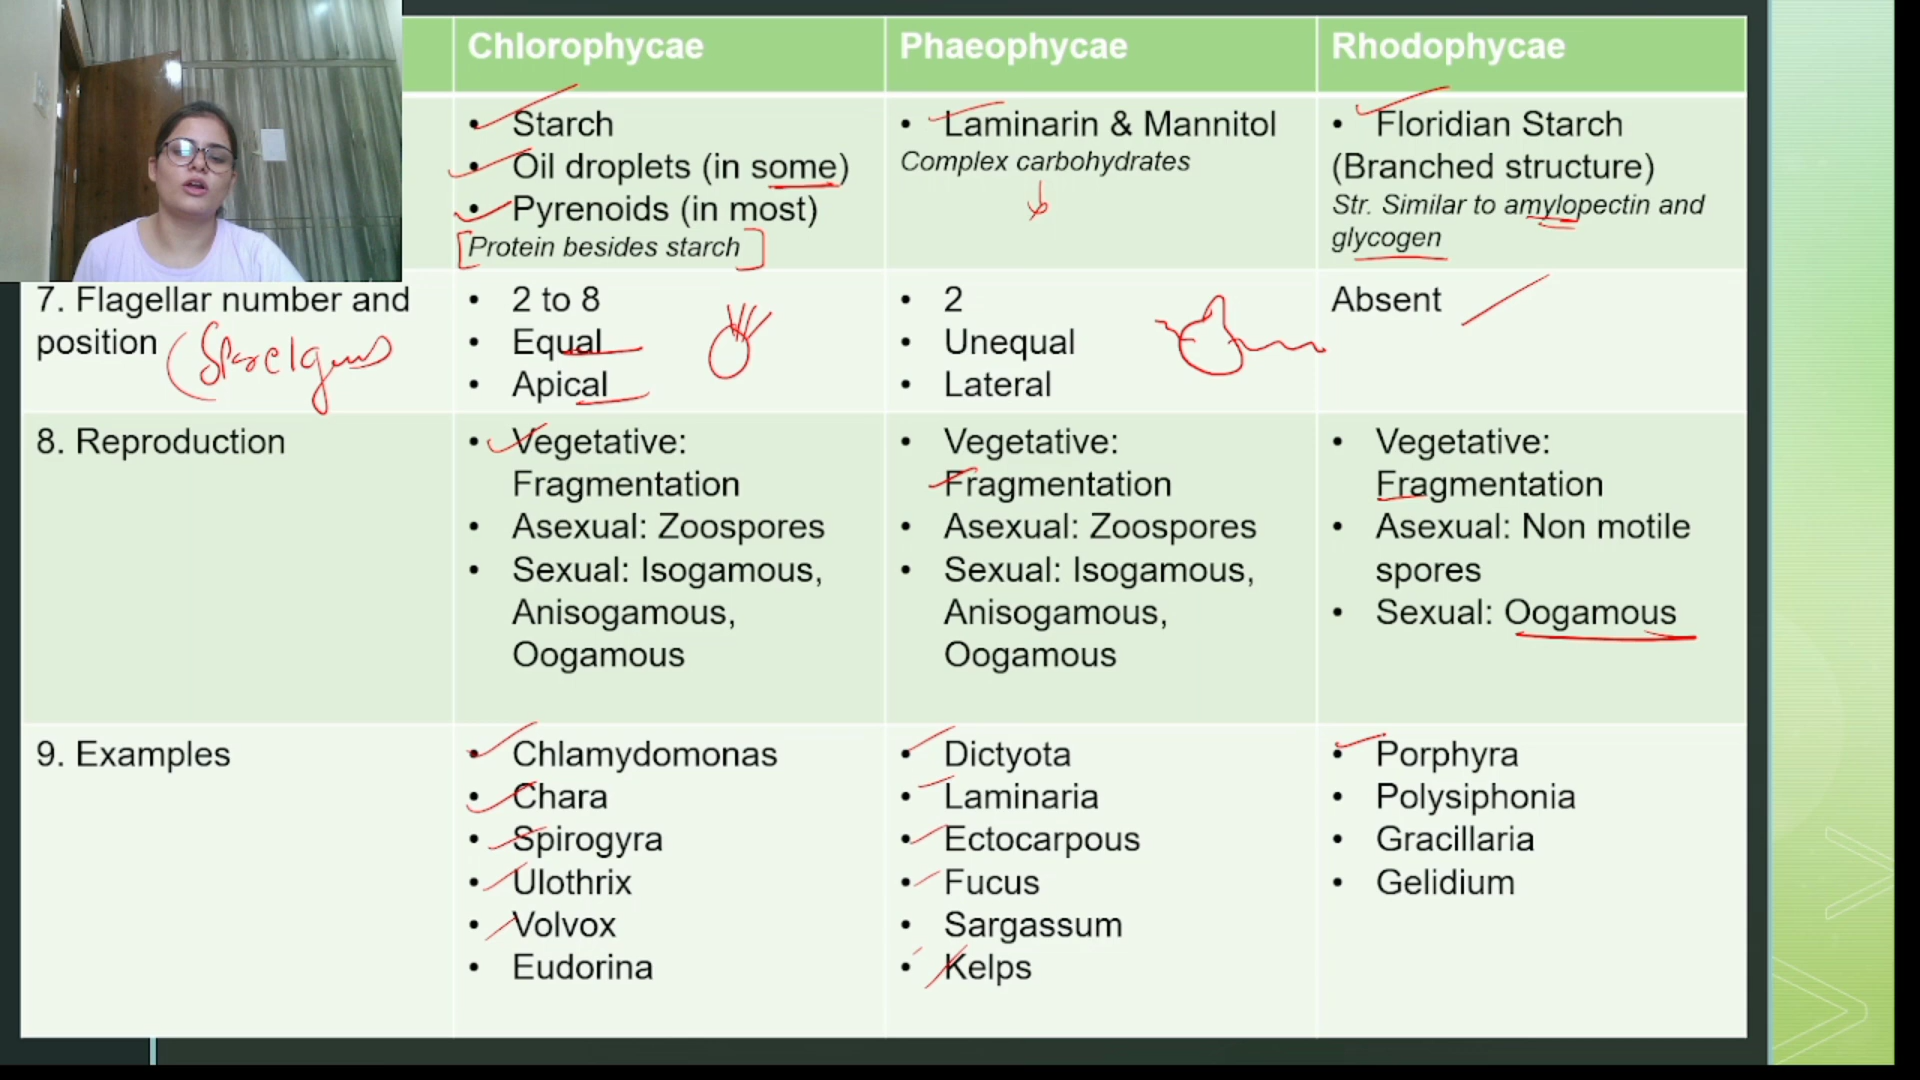 Chlorophycae
Phaeophycae
Rhodophycae
• Starch
• Oil droplets (in some)
• Pyrenoids (in most)
Protein besides starch
• Laminarin & Mannitol
Complex carbohydrates
• Floridian Starch
(Branched structure)
Str. Similar to amylopectin and
glycogen
7. Flagellar number and
position
• 2 to 8
• Equal
• Apical
• 2
• Unequal
• Lateral
Absent
8. Reproduction
• Vegetative:
Fragmentation
• Asexual: Zoospores
• Sexual: Isogamous,
Anisogamous,
Oogamous
• Vegetative:
Fragmentation
• Asexual: Zoospores
• Sexual: Isogamous,
Anisogamous,
Oogamous
• Vegetative:
Fragmentation
• Asexual: Non motile
spores
• Sexual: Oogamous
9. Examples
• Chlamydomonas
• Chara
• Spirogyra
• Ulothrix
• Volvox
• Eudorina
• Dictyota
• Laminaria
• Ectocarpous
• Fucus
• Sargassum
• Kelps
• Porphyra
• Polysiphonia
• Gracillaria
• Gelidium